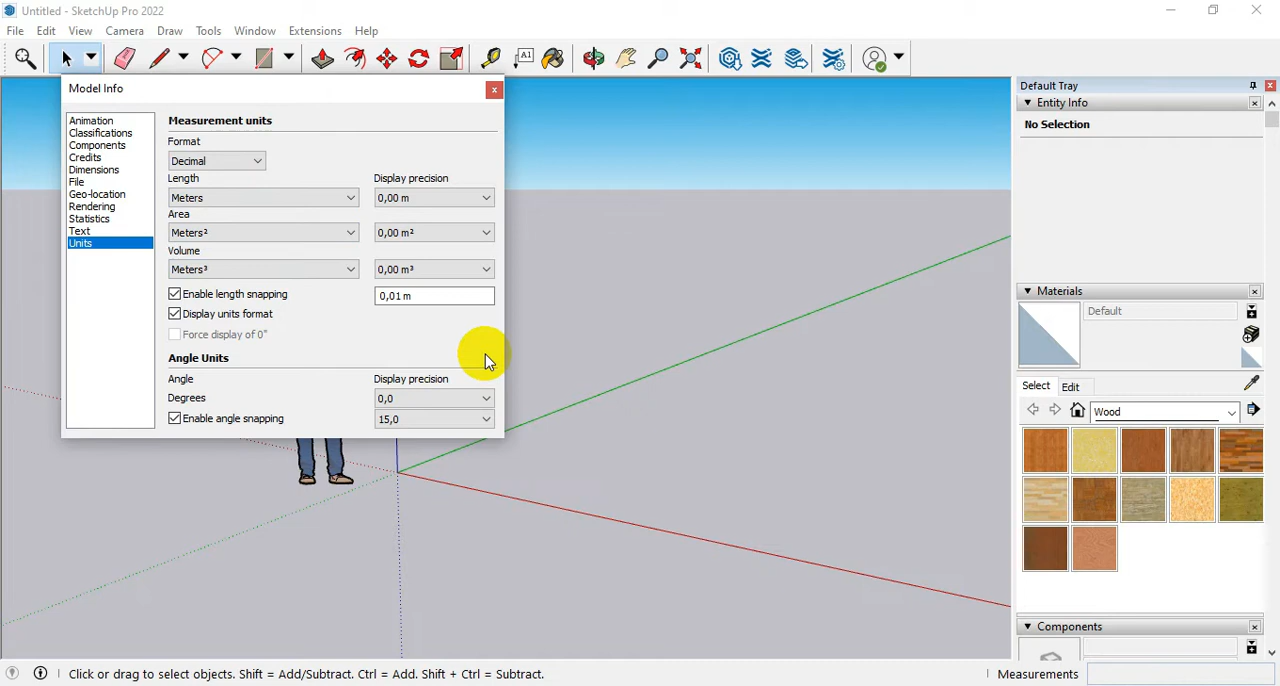 Untitled - SketchUp Pro 2022
File Edit View Camera Draw Tools Window Extensions Help
A1
Model Info
Animation
Classifications
Components
Credits
Dimensions
File
Geo-location
Rendering
Statistics
Text
Units
Measurement units
Format
Decimal
Length Display precision
Meters 0,00 m
Area
Meters² 0,00 m²
Volume
Meters³ 0,00 m³
Enable length snapping 0,01 m
Display units format
Force display of 0"
Angle Units
Angle Display precision
Degrees 0,0
Enable angle snapping 15,0
Default Tray
Entity Info
No Selection
Materials
Default
Select Edit
Wood
Components
Click or drag to select objects. Shift = Add/Subtract. Ctrl = Add. Shift + Ctrl = Subtract.
Measurements